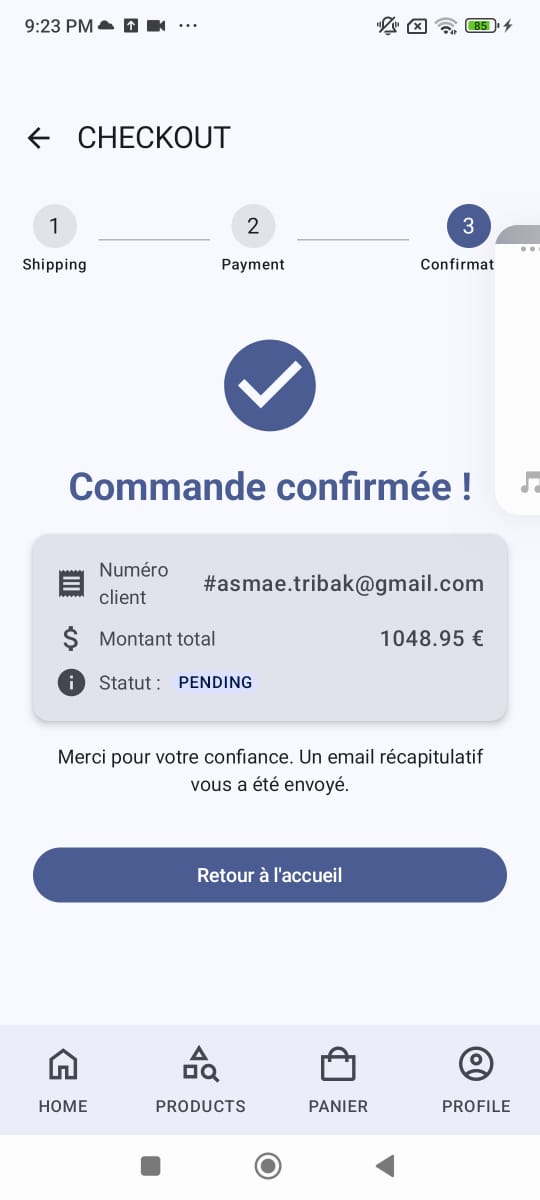 9:23 PM
85
CHECKOUT
1
2
3
Shipping
Payment
Confirmat
Commande confirmée !
Numéro
client
#asmae.tribak@gmail.com
Montant total
1048.95 €
Statut :
PENDING
Merci pour votre confiance. Un email récapitulatif
vous a été envoyé.
Retour à l'accueil
HOME
PRODUCTS
PANIER
PROFILE